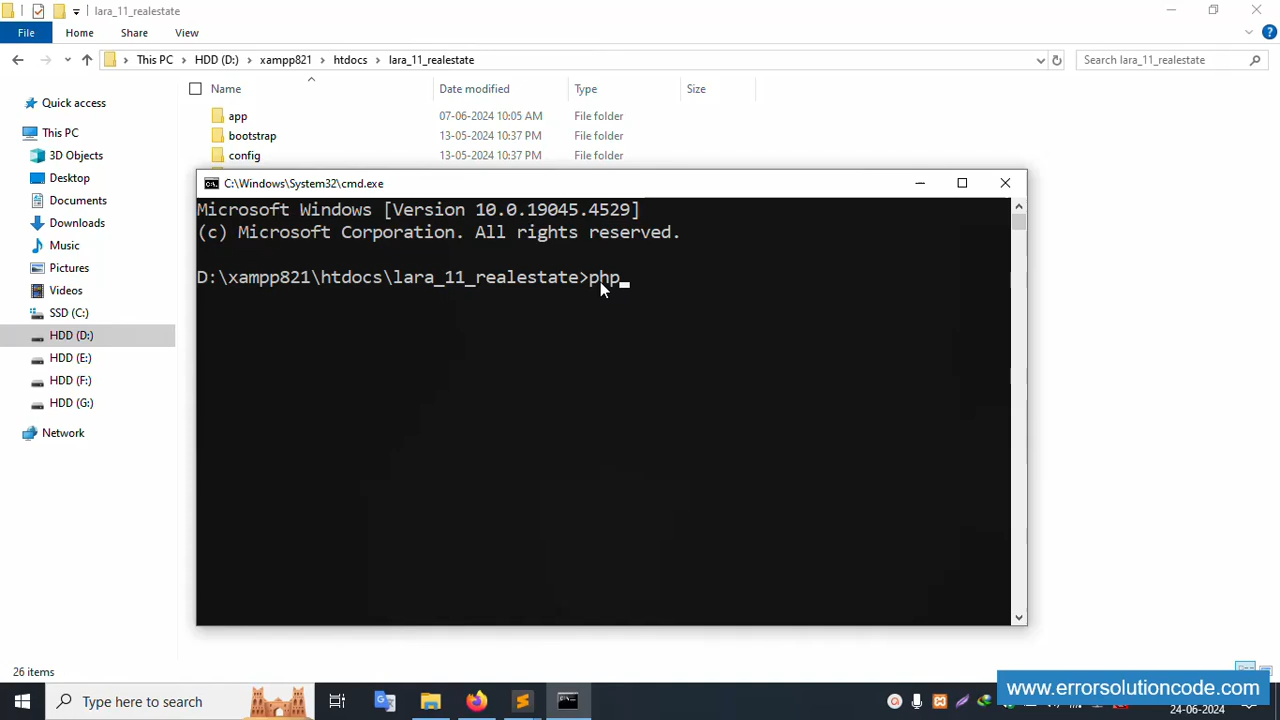 lara_11_realestate
File
Home
Share
View
This PC
HDD (D:)
xampp821
htdocs
lara_11_realestate
Search lara_11_realestate
Name
Date modified
Type
Size
Quick access
This PC
3D Objects
Desktop
Documents
Downloads
Music
Pictures
Videos
SSD (C:)
HDD (D:)
HDD (E:)
HDD (F:)
HDD (G:)
Network
app 07-06-2024 10:05 AM File folder
bootstrap 13-05-2024 10:37 PM File folder
config 13-05-2024 10:37 PM File folder
C:\Windows\System32\cmd.exe
Microsoft Windows [Version 10.0.19045.4529]
(c) Microsoft Corporation. All rights reserved.
D:\xampp821\htdocs\lara_11_realestate>php
26 items
www.errorsolutioncode.com
Type here to search
24-06-2024